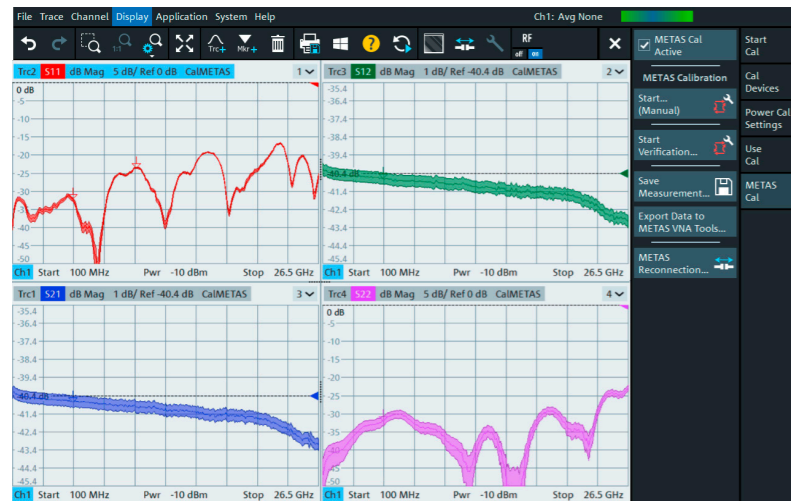 File Trace Channel Display Application System Help
Ch1: Avg None
1:1
Trc+
Mkr+
?
RF
off on
METAS Cal
Active
METAS Calibration
Start...
(Manual)
Start
Verification...
Save
Measurement...
Export Data to
METAS VNA Tools...
METAS
Reconnection...
Start
Cal
Cal
Devices
Power Cal
Settings
Use
Cal
METAS
Cal
Trc2 S11 dB Mag 5 dB/ Ref 0 dB CalMETAS 1
0 dB
-5
-10
-15
-20
-25
-30
-35
-40
-45
-50
Ch1 Start 100 MHz Pwr -10 dBm Stop 26.5 GHz
Trc3 S12 dB Mag 1 dB/ Ref -40.4 dB CalMETAS 2
-35.4
-36.4
-37.4
-38.4
-39.4
-40.4 dB
-41.4
-42.4
-43.4
-44.4
-45.4
Ch1 Start 100 MHz Pwr -10 dBm Stop 26.5 GHz
Trc1 S21 dB Mag 1 dB/ Ref -40.4 dB CalMETAS 3
-35.4
-36.4
-37.4
-38.4
-39.4
-40.4 dB
-41.4
-42.4
-43.4
-44.4
-45.4
Ch1 Start 100 MHz Pwr -10 dBm Stop 26.5 GHz
Trc4 S22 dB Mag 5 dB/ Ref 0 dB CalMETAS 4
0 dB
-5
-10
-15
-20
-25
-30
-35
-40
-45
-50
Ch1 Start 100 MHz Pwr -10 dBm Stop 26.5 GHz